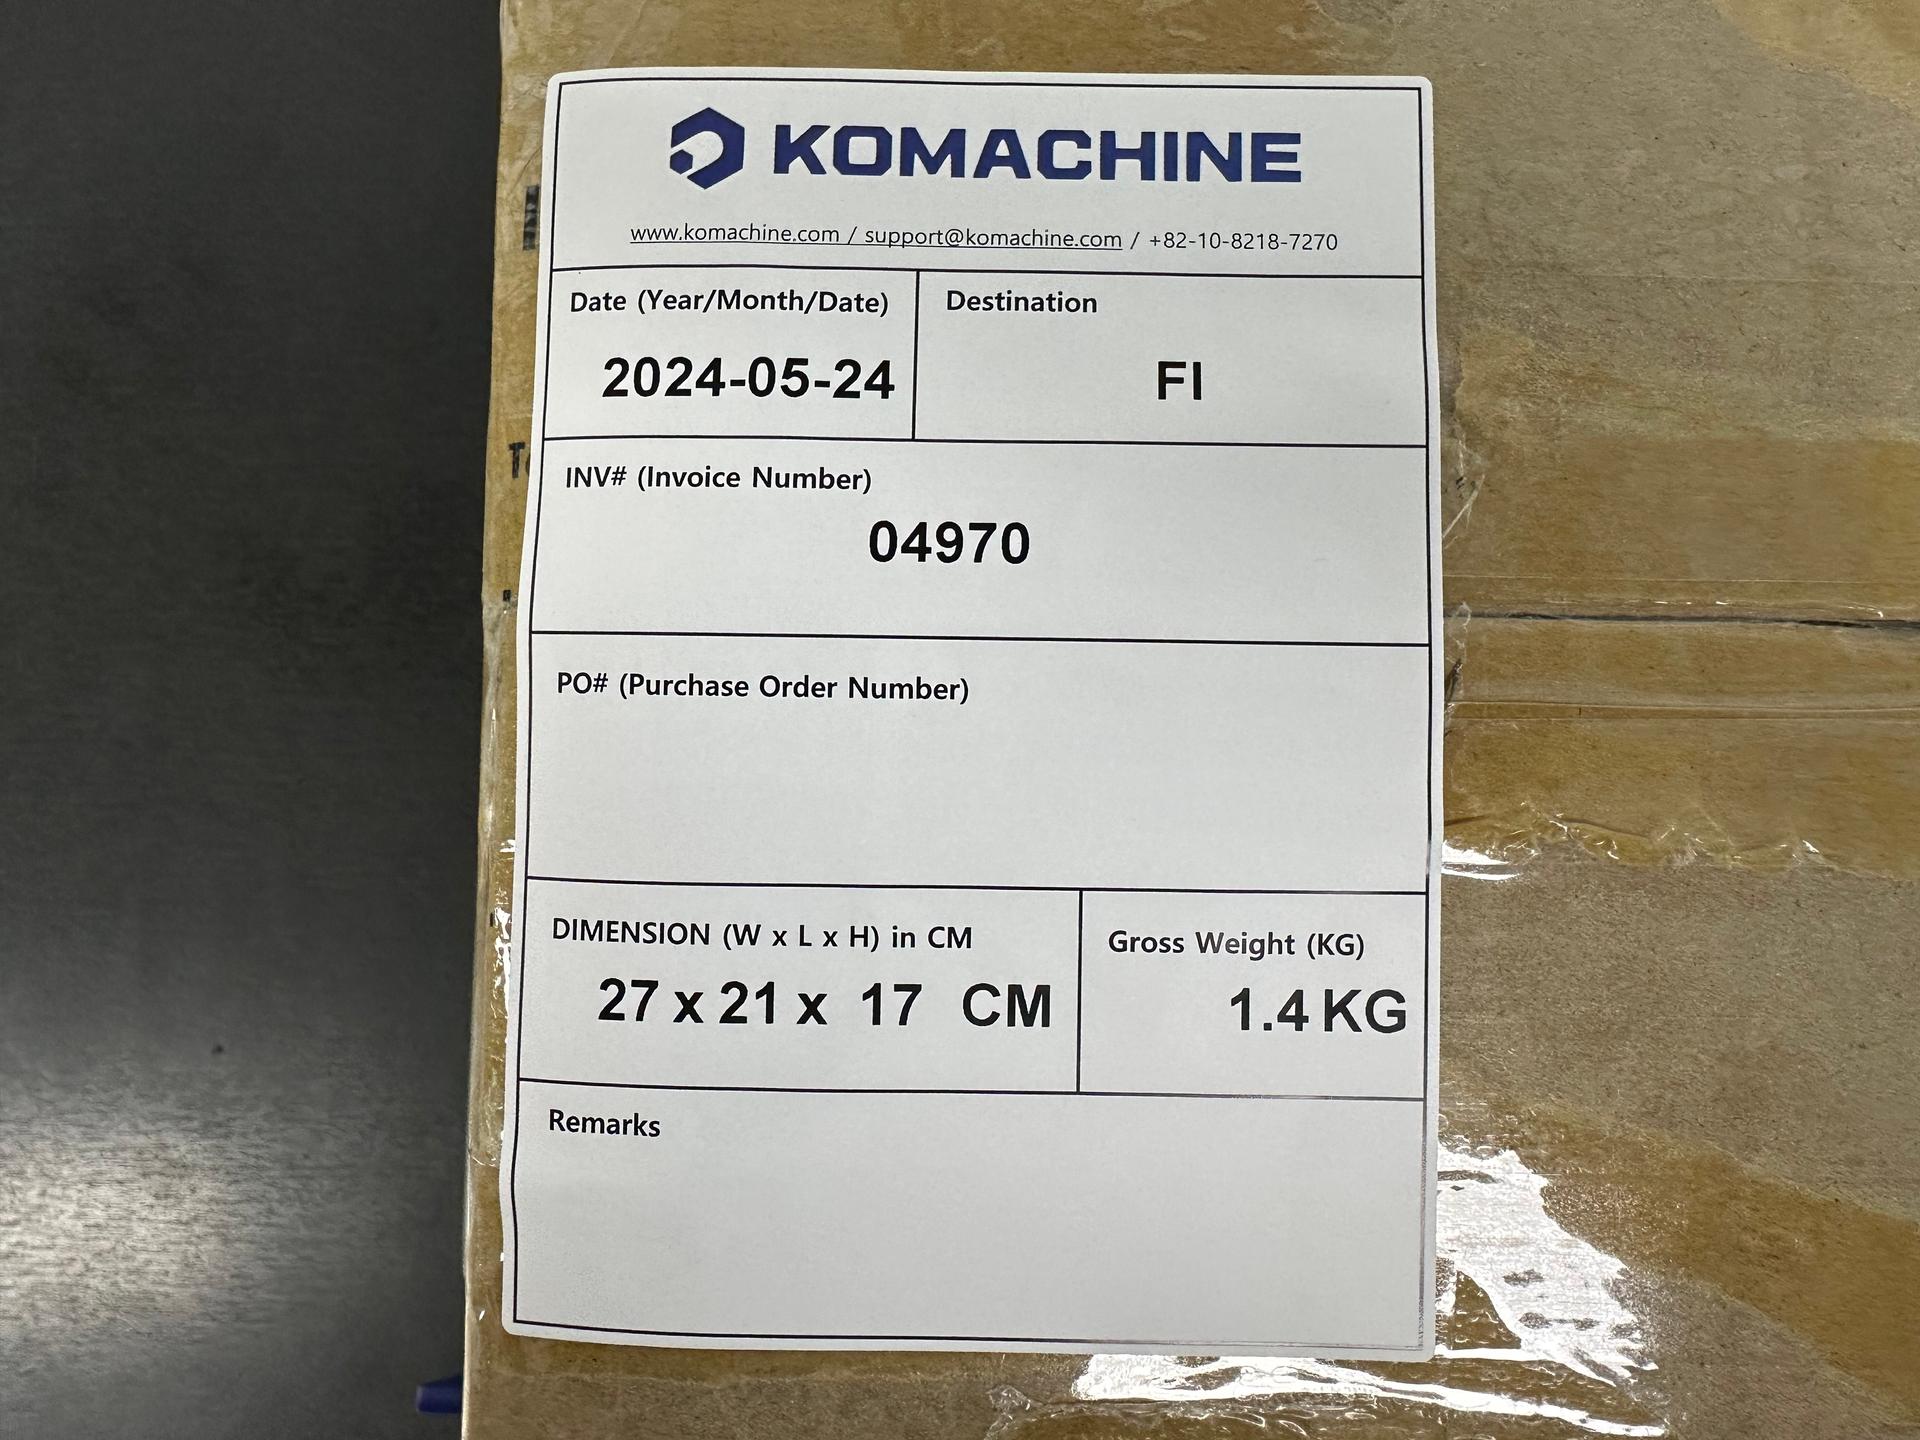 KOMACHINE
www.komachine.com / support@komachine.com / +82-10-8218-7270
Date (Year/Month/Date)
2024-05-24
Destination
FI
INV# (Invoice Number)
04970
PO# (Purchase Order Number)
DIMENSION (W x L x H) in CM
27 x 21 x 17 CM
Gross Weight (KG)
1.4 KG
Remarks